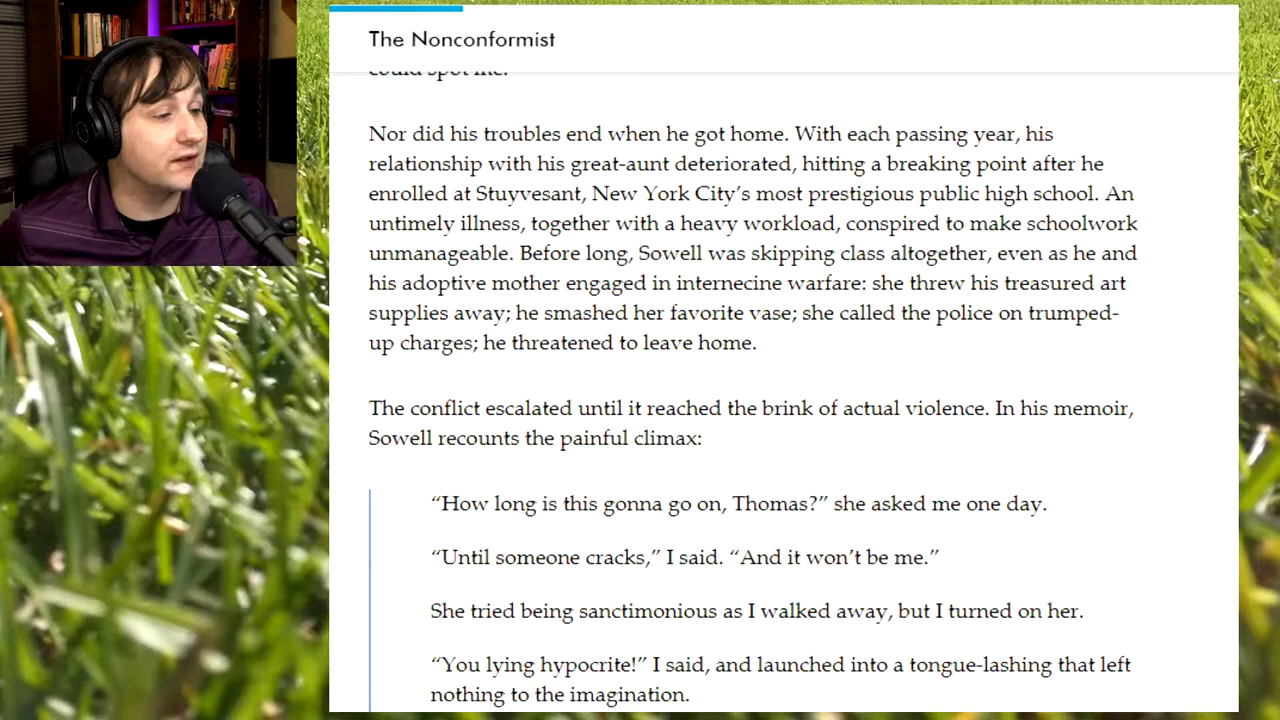 The Nonconformist
could spot me.
Nor did his troubles end when he got home. With each passing year, his
relationship with his great-aunt deteriorated, hitting a breaking point after he
enrolled at Stuyvesant, New York City’s most prestigious public high school. An
untimely illness, together with a heavy workload, conspired to make schoolwork
unmanageable. Before long, Sowell was skipping class altogether, even as he and
his adoptive mother engaged in internecine warfare: she threw his treasured art
supplies away; he smashed her favorite vase; she called the police on trumped-
up charges; he threatened to leave home.
The conflict escalated until it reached the brink of actual violence. In his memoir,
Sowell recounts the painful climax:
“How long is this gonna go on, Thomas?” she asked me one day.
“Until someone cracks,” I said. “And it won’t be me.”
She tried being sanctimonious as I walked away, but I turned on her.
“You lying hypocrite!” I said, and launched into a tongue-lashing that left
nothing to the imagination.